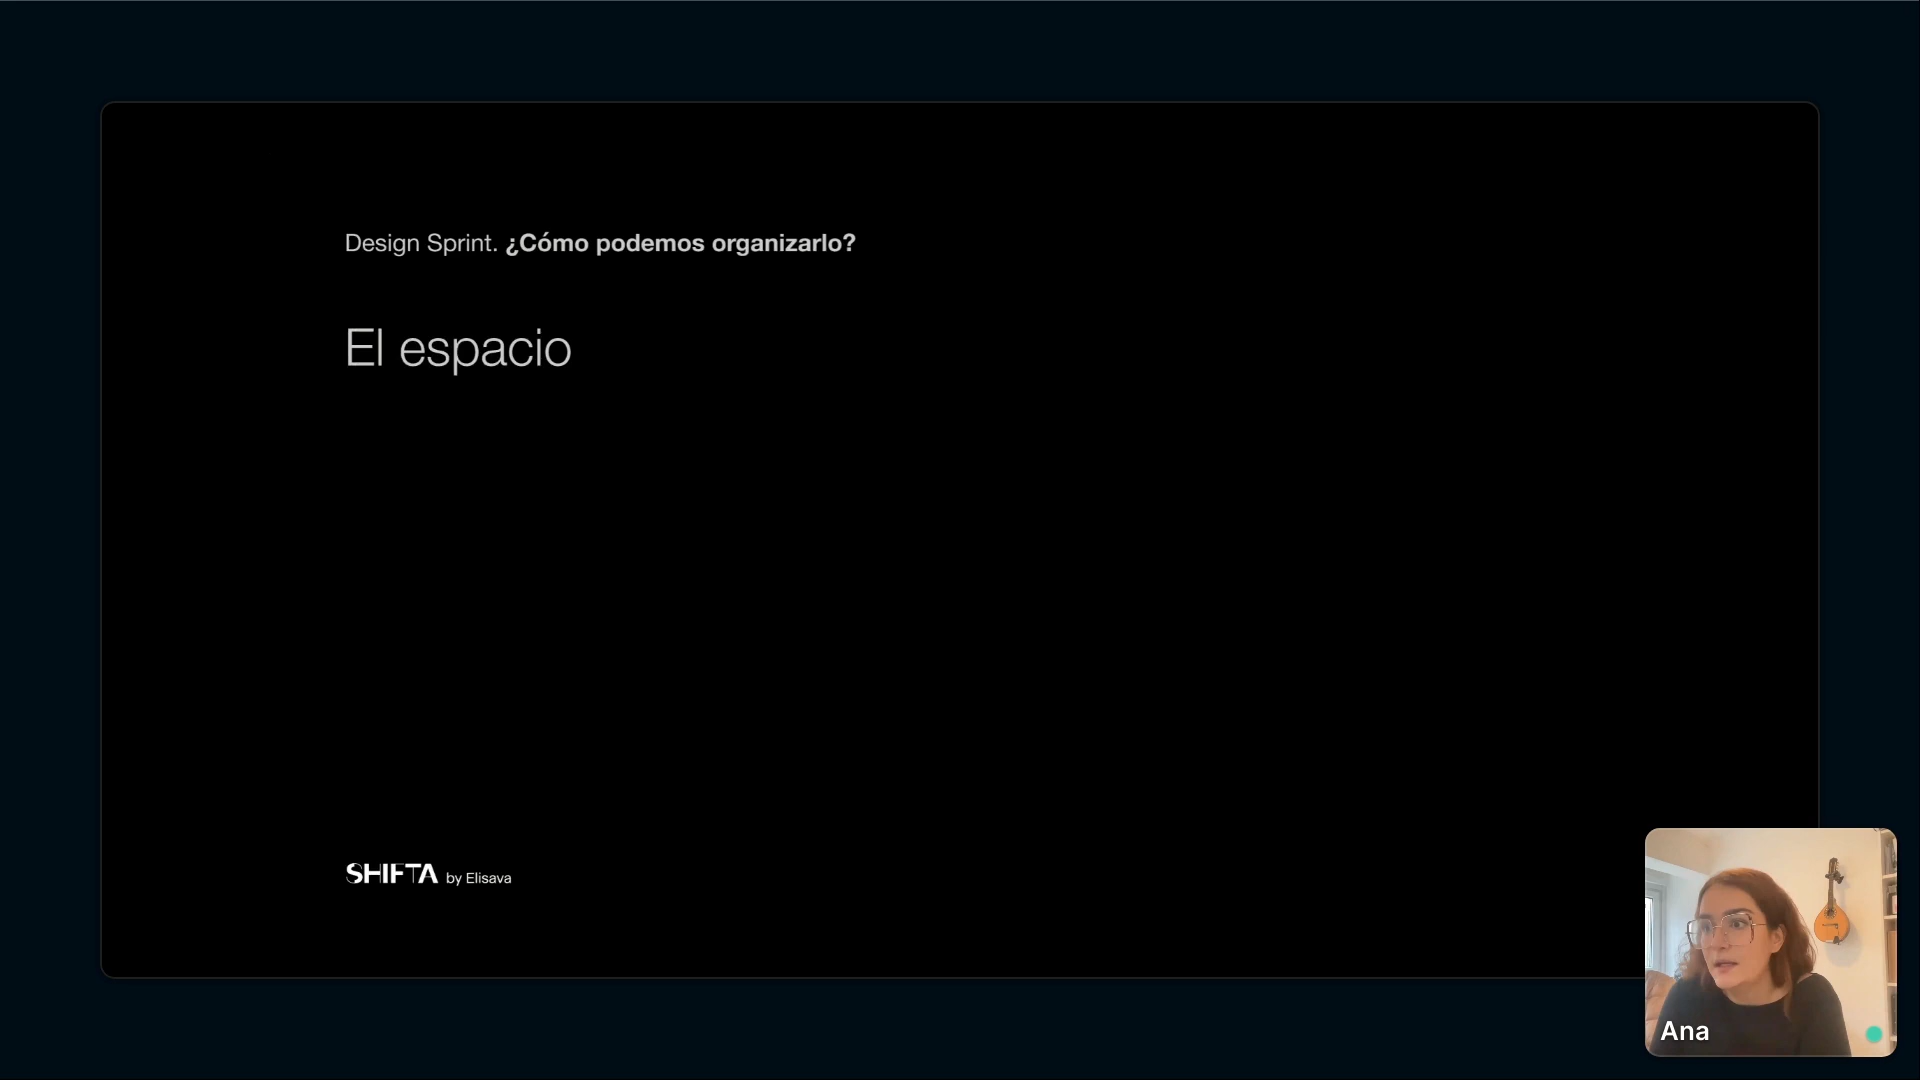 Design Sprint. ¿Cómo podemos organizarlo?
El espacio
SHIFTA by Elisava
Ana